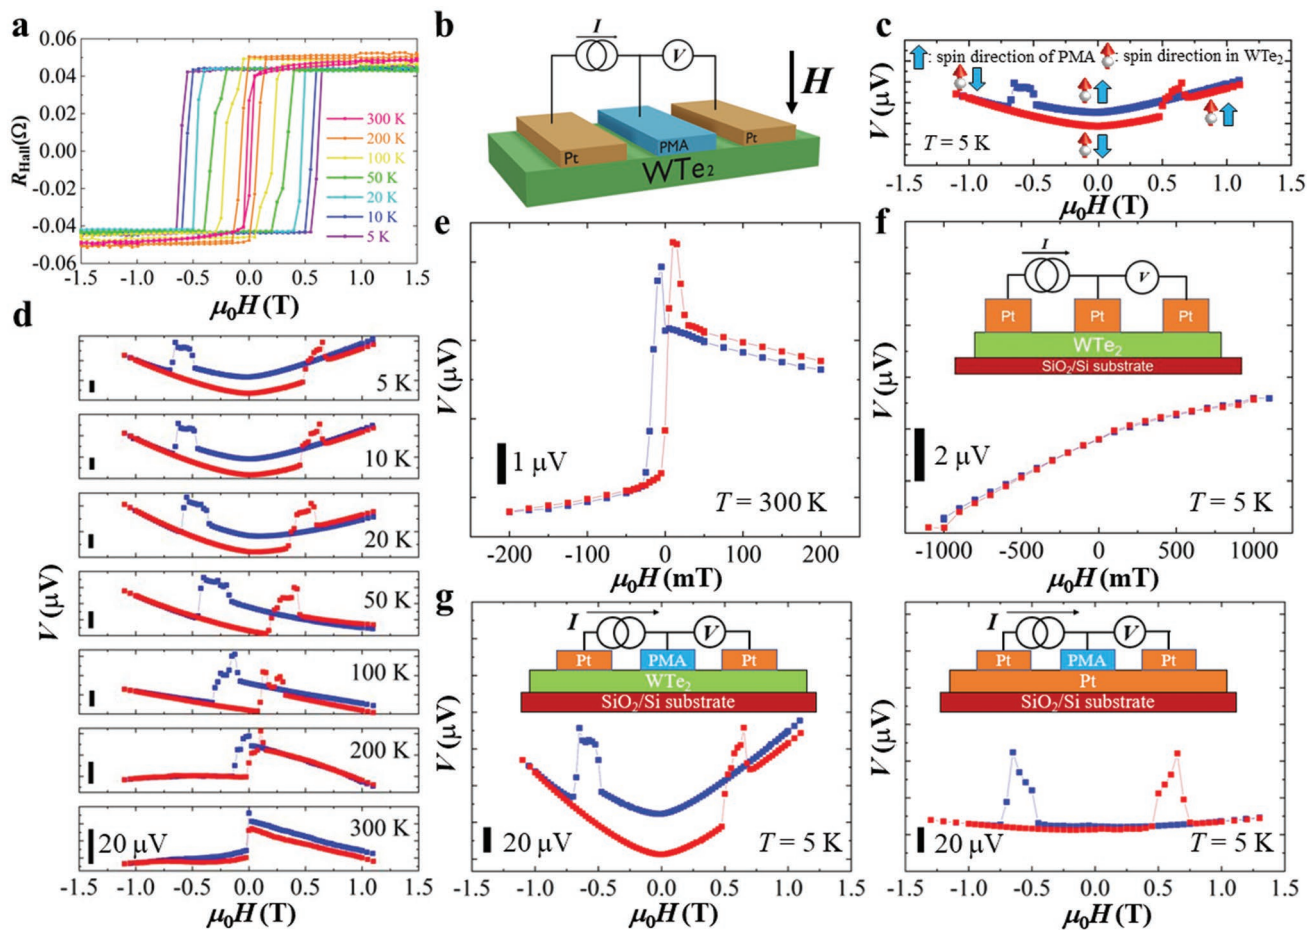 a
0.06
0.04
0.02
0.00
-0.02
-0.04
0.06
R_Hall(Ω)
300 K
200 K
100 K
50 K
20 K
10 K
5 K
-1.5 -1.0 -0.5 0.0 0.5 1.0 1.5
μ₀H (T)
b
I
V
H
Pt
PMA
Pt
WTe₂
c
: spin direction of PMA : spin direction in WTe₂
V (μV)
T = 5 K
-1.5 -1.0 -0.5 0.0 0.5 1.0 1.5
μ₀H (T)
d
5 K
10 K
20 K
50 K
100 K
200 K
300 K
20 μV
V (μV)
-1.5 -1.0 -0.5 0.0 0.5 1.0 1.5
μ₀H (T)
e
V (μV)
1 μV
T = 300 K
-200 -100 0 100 200
μ₀H (mT)
f
I
V
Pt Pt Pt
WTe₂
SiO₂/Si substrate
V (μV)
2 μV
T = 5 K
-1000 -500 0 500 1000
μ₀H (mT)
g
I
V
Pt PMA Pt
WTe₂
SiO₂/Si substrate
V (μV)
20 μV
T = 5 K
-1.5 -1.0 -0.5 0.0 0.5 1.0 1.5
μ₀H (T)
I
V
Pt PMA Pt
Pt
SiO₂/Si substrate
V (μV)
20 μV
T = 5 K
-1.5 -1.0 -0.5 0.0 0.5 1.0 1.5
μ₀H (T)